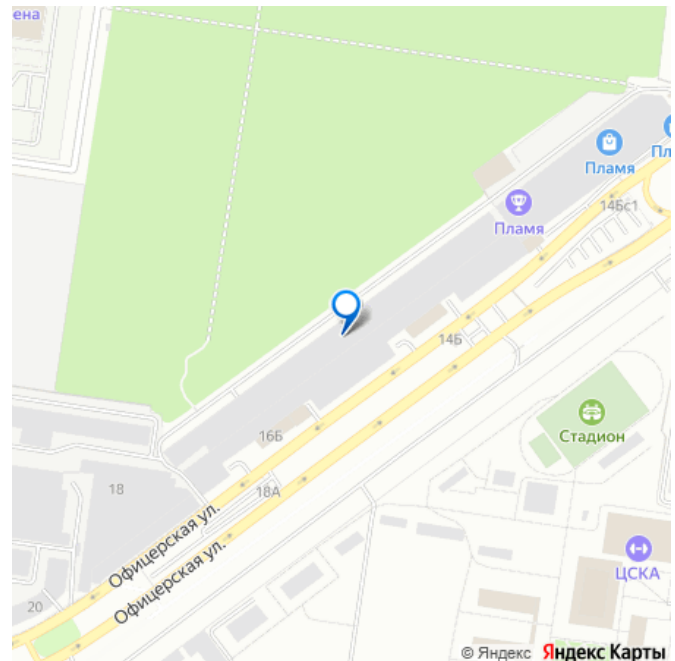 ена
Пламя
Пл
Пламя
14Бс1
14Б
Стадион
16Б
18А
18
Офицерская ул.
Офицерская ул.
ЦСКА
20
© Яндекс Яндекс Карты